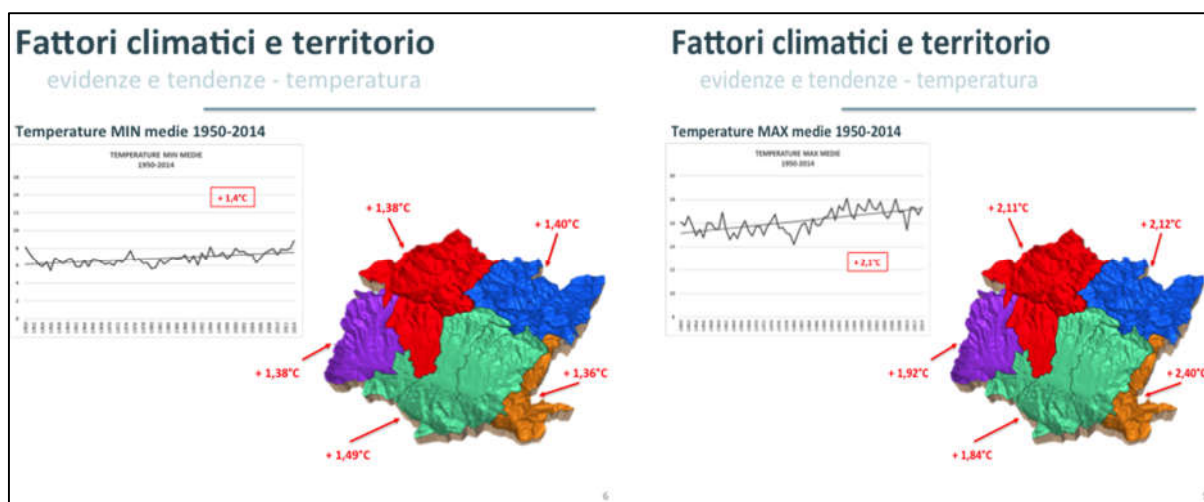 Fattori climatici e territorio
evidenze e tendenze - temperatura
Temperature MIN medie 1950-2014
TEMPERATURE MIN MEDIE
1950-2014
+ 1,4°C
+ 1,38°C
+ 1,40°C
+ 1,38°C
+ 1,36°C
+ 1,49°C
6
Fattori climatici e territorio
evidenze e tendenze - temperatura
Temperature MAX medie 1950-2014
TEMPERATURE MAX MEDIE
1950-2014
+ 2,1°C
+ 2,11°C
+ 2,12°C
+ 1,92°C
+ 2,40°C
+ 1,84°C